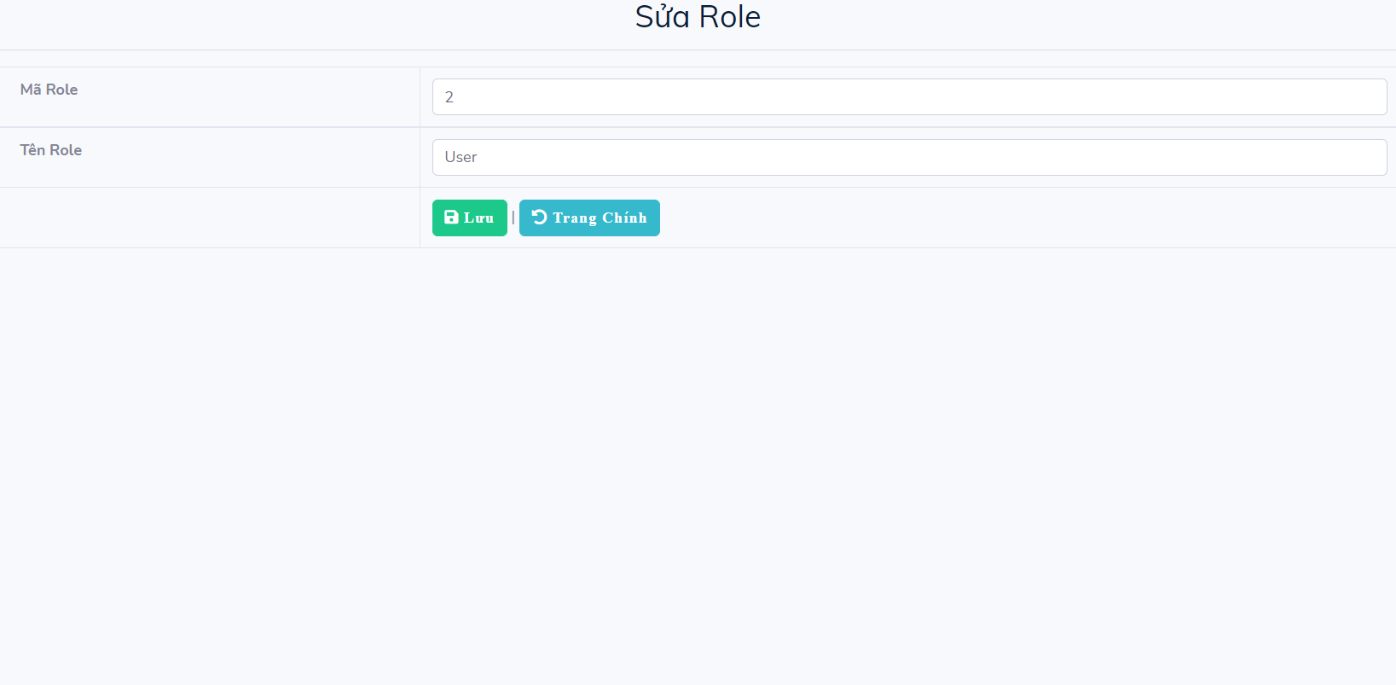 Sửa Role
Mã Role
2
Tên Role
User
Lưu | Trang Chính